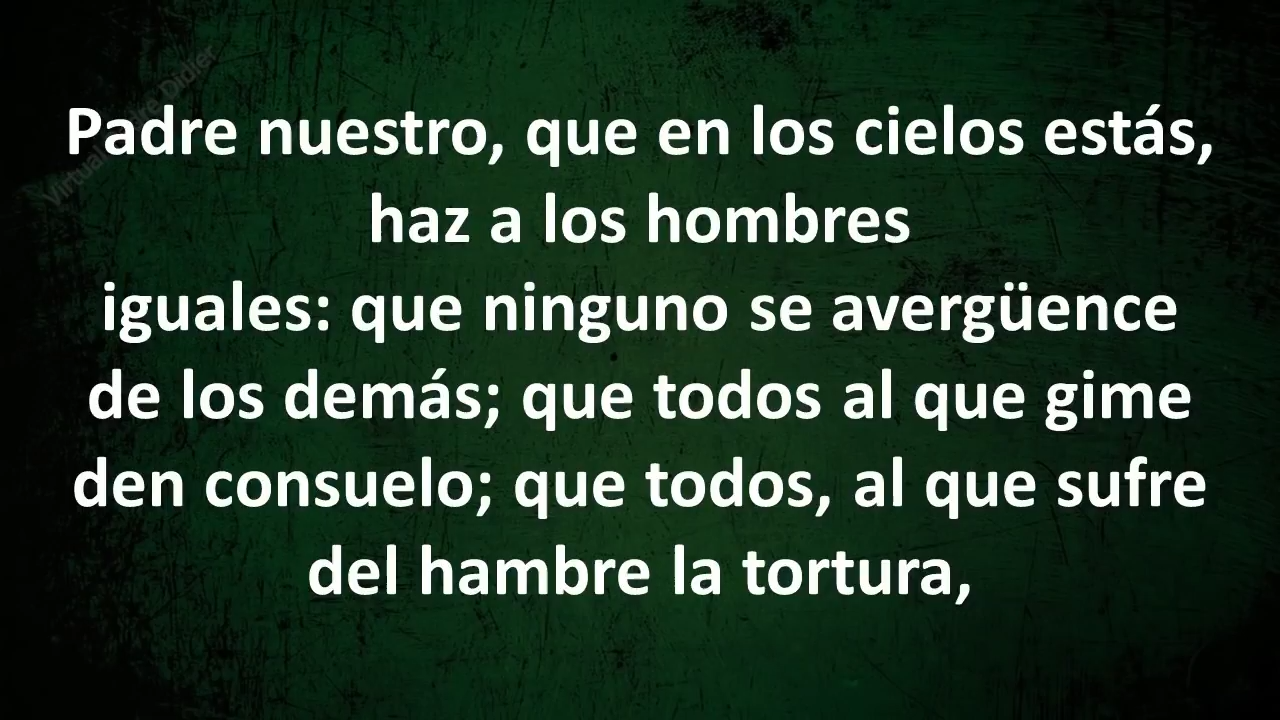 Padre nuestro, que en los cielos estás,
haz a los hombres
iguales: que ninguno se avergüence
de los demás; que todos al que gime
den consuelo; que todos, al que sufre
del hambre la tortura,